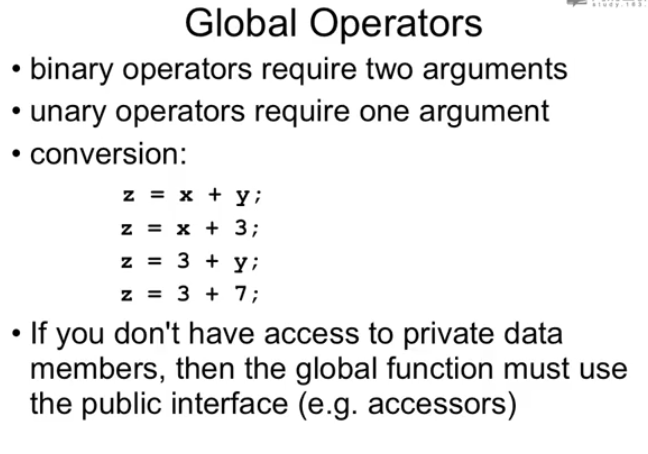 Global Operators
• binary operators require two arguments
• unary operators require one argument
• conversion:
z = x + y;
z = x + 3;
z = 3 + y;
z = 3 + 7;
• If you don't have access to private data
members, then the global function must use
the public interface (e.g. accessors)